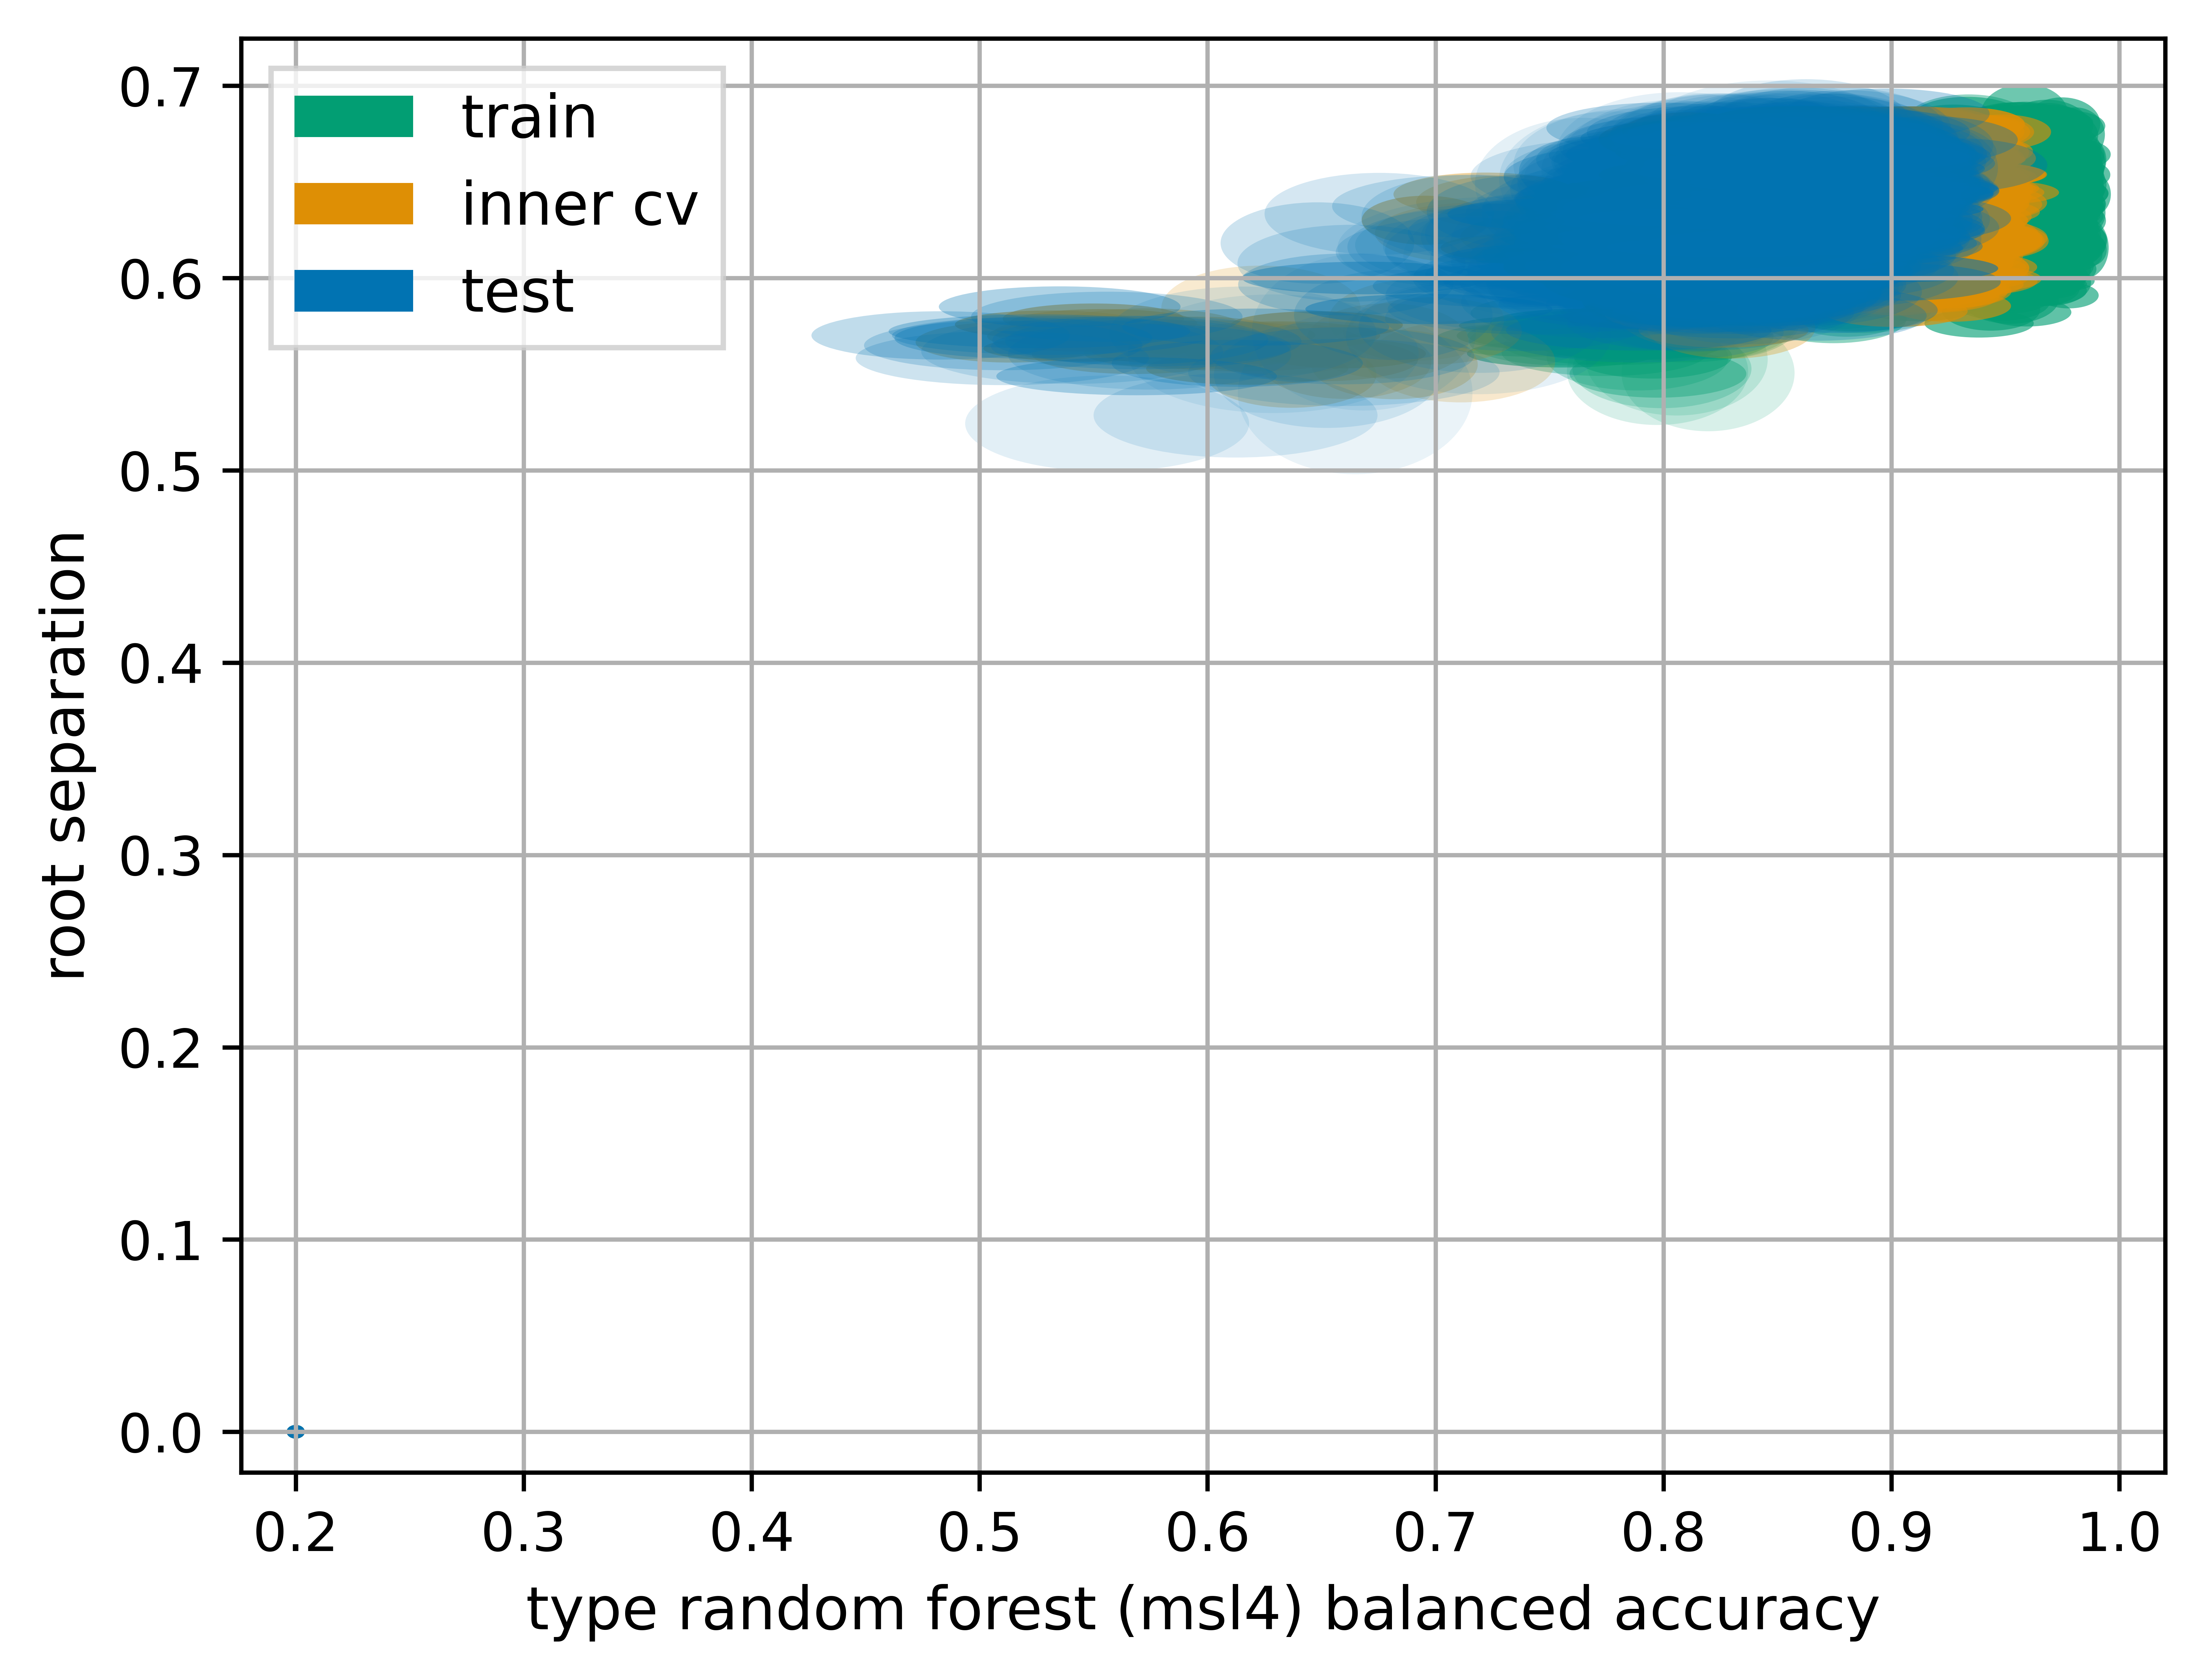 train
inner cv
test
0.7
0.6
0.5
0.4
0.3
0.2
0.1
0.0
root separation
0.2 0.3 0.4 0.5 0.6 0.7 0.8 0.9 1.0
type random forest (msl4) balanced accuracy